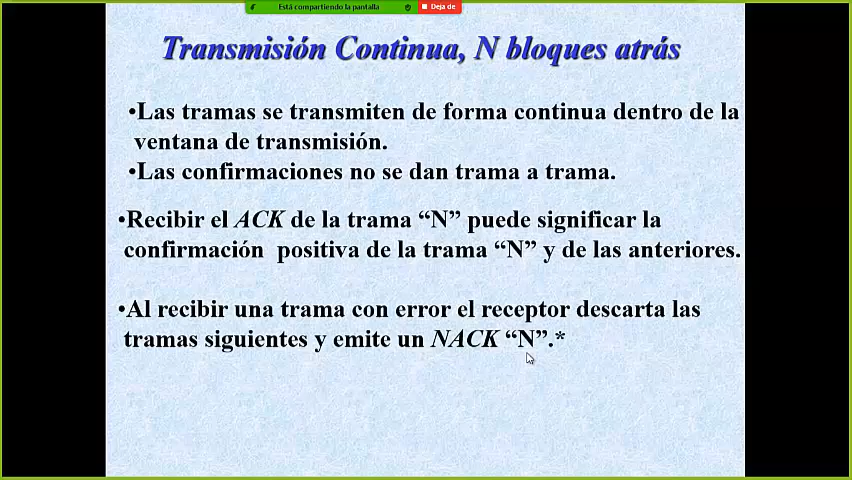 Está compartiendo la pantalla
Deja de
Transmisión Continua, N bloques atrás
•Las tramas se transmiten de forma continua dentro de la
ventana de transmisión.
•Las confirmaciones no se dan trama a trama.
•Recibir el ACK de la trama “N” puede significar la
confirmación positiva de la trama “N” y de las anteriores.
•Al recibir una trama con error el receptor descarta las
tramas siguientes y emite un NACK “N”.*